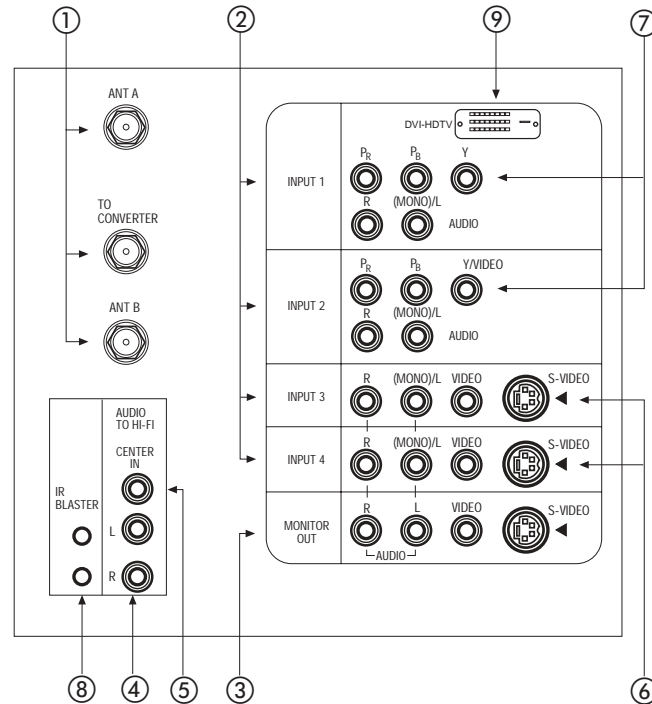 ① ② ⑨ ⑦
ANT A
TO
CONVERTER
ANT B
DVI-HDTV
INPUT 1
PR PB Y
R (MONO)/L AUDIO
INPUT 2
PR PB Y/VIDEO
R (MONO)/L AUDIO
INPUT 3
R (MONO)/L VIDEO S-VIDEO
INPUT 4
R (MONO)/L VIDEO S-VIDEO
MONITOR
OUT
R L VIDEO S-VIDEO
AUDIO
AUDIO
TO HI-FI
CENTER
IN
IR
BLASTER
L
R
⑧ ④ ⑤ ③ ⑥